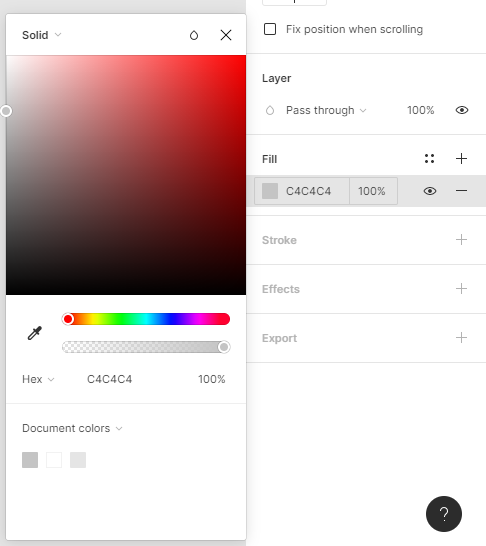 Solid
Hex
C4C4C4
100%
Document colors
Fix position when scrolling
Layer
Pass through
100%
Fill
C4C4C4
100%
Stroke
Effects
Export
?